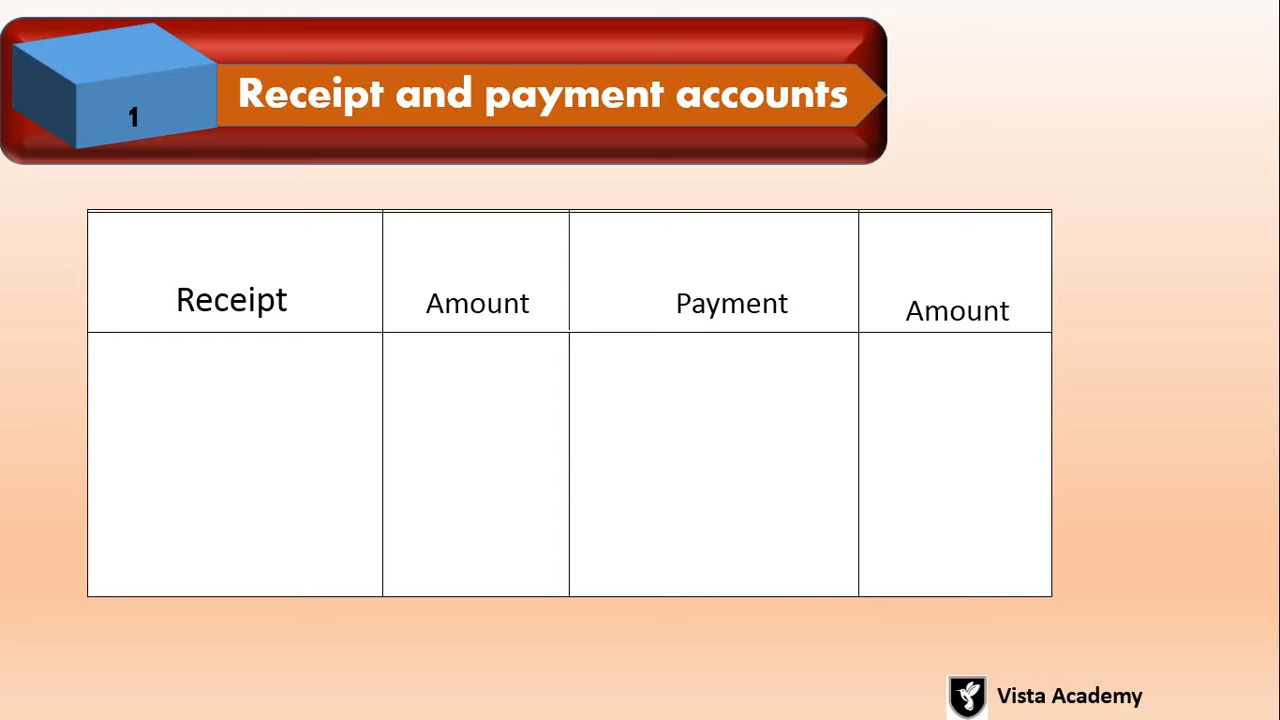 1
Receipt and payment accounts
Receipt Amount Payment Amount
Vista Academy